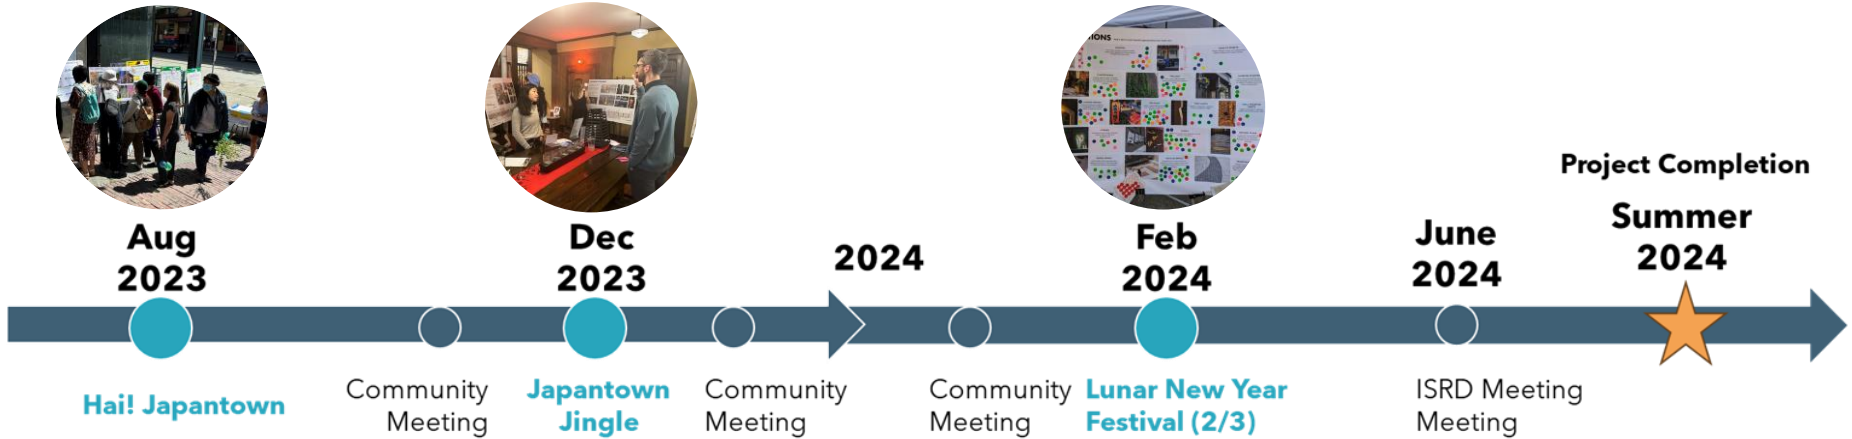 IONS
Project Completion
Aug
2023
Dec
2023
2024
Feb
2024
June
2024
Summer
2024
Hai! Japantown
Community
Meeting
Japantown
Jingle
Community
Meeting
Community
Meeting
Lunar New Year
Festival (2/3)
ISRD Meeting
Meeting